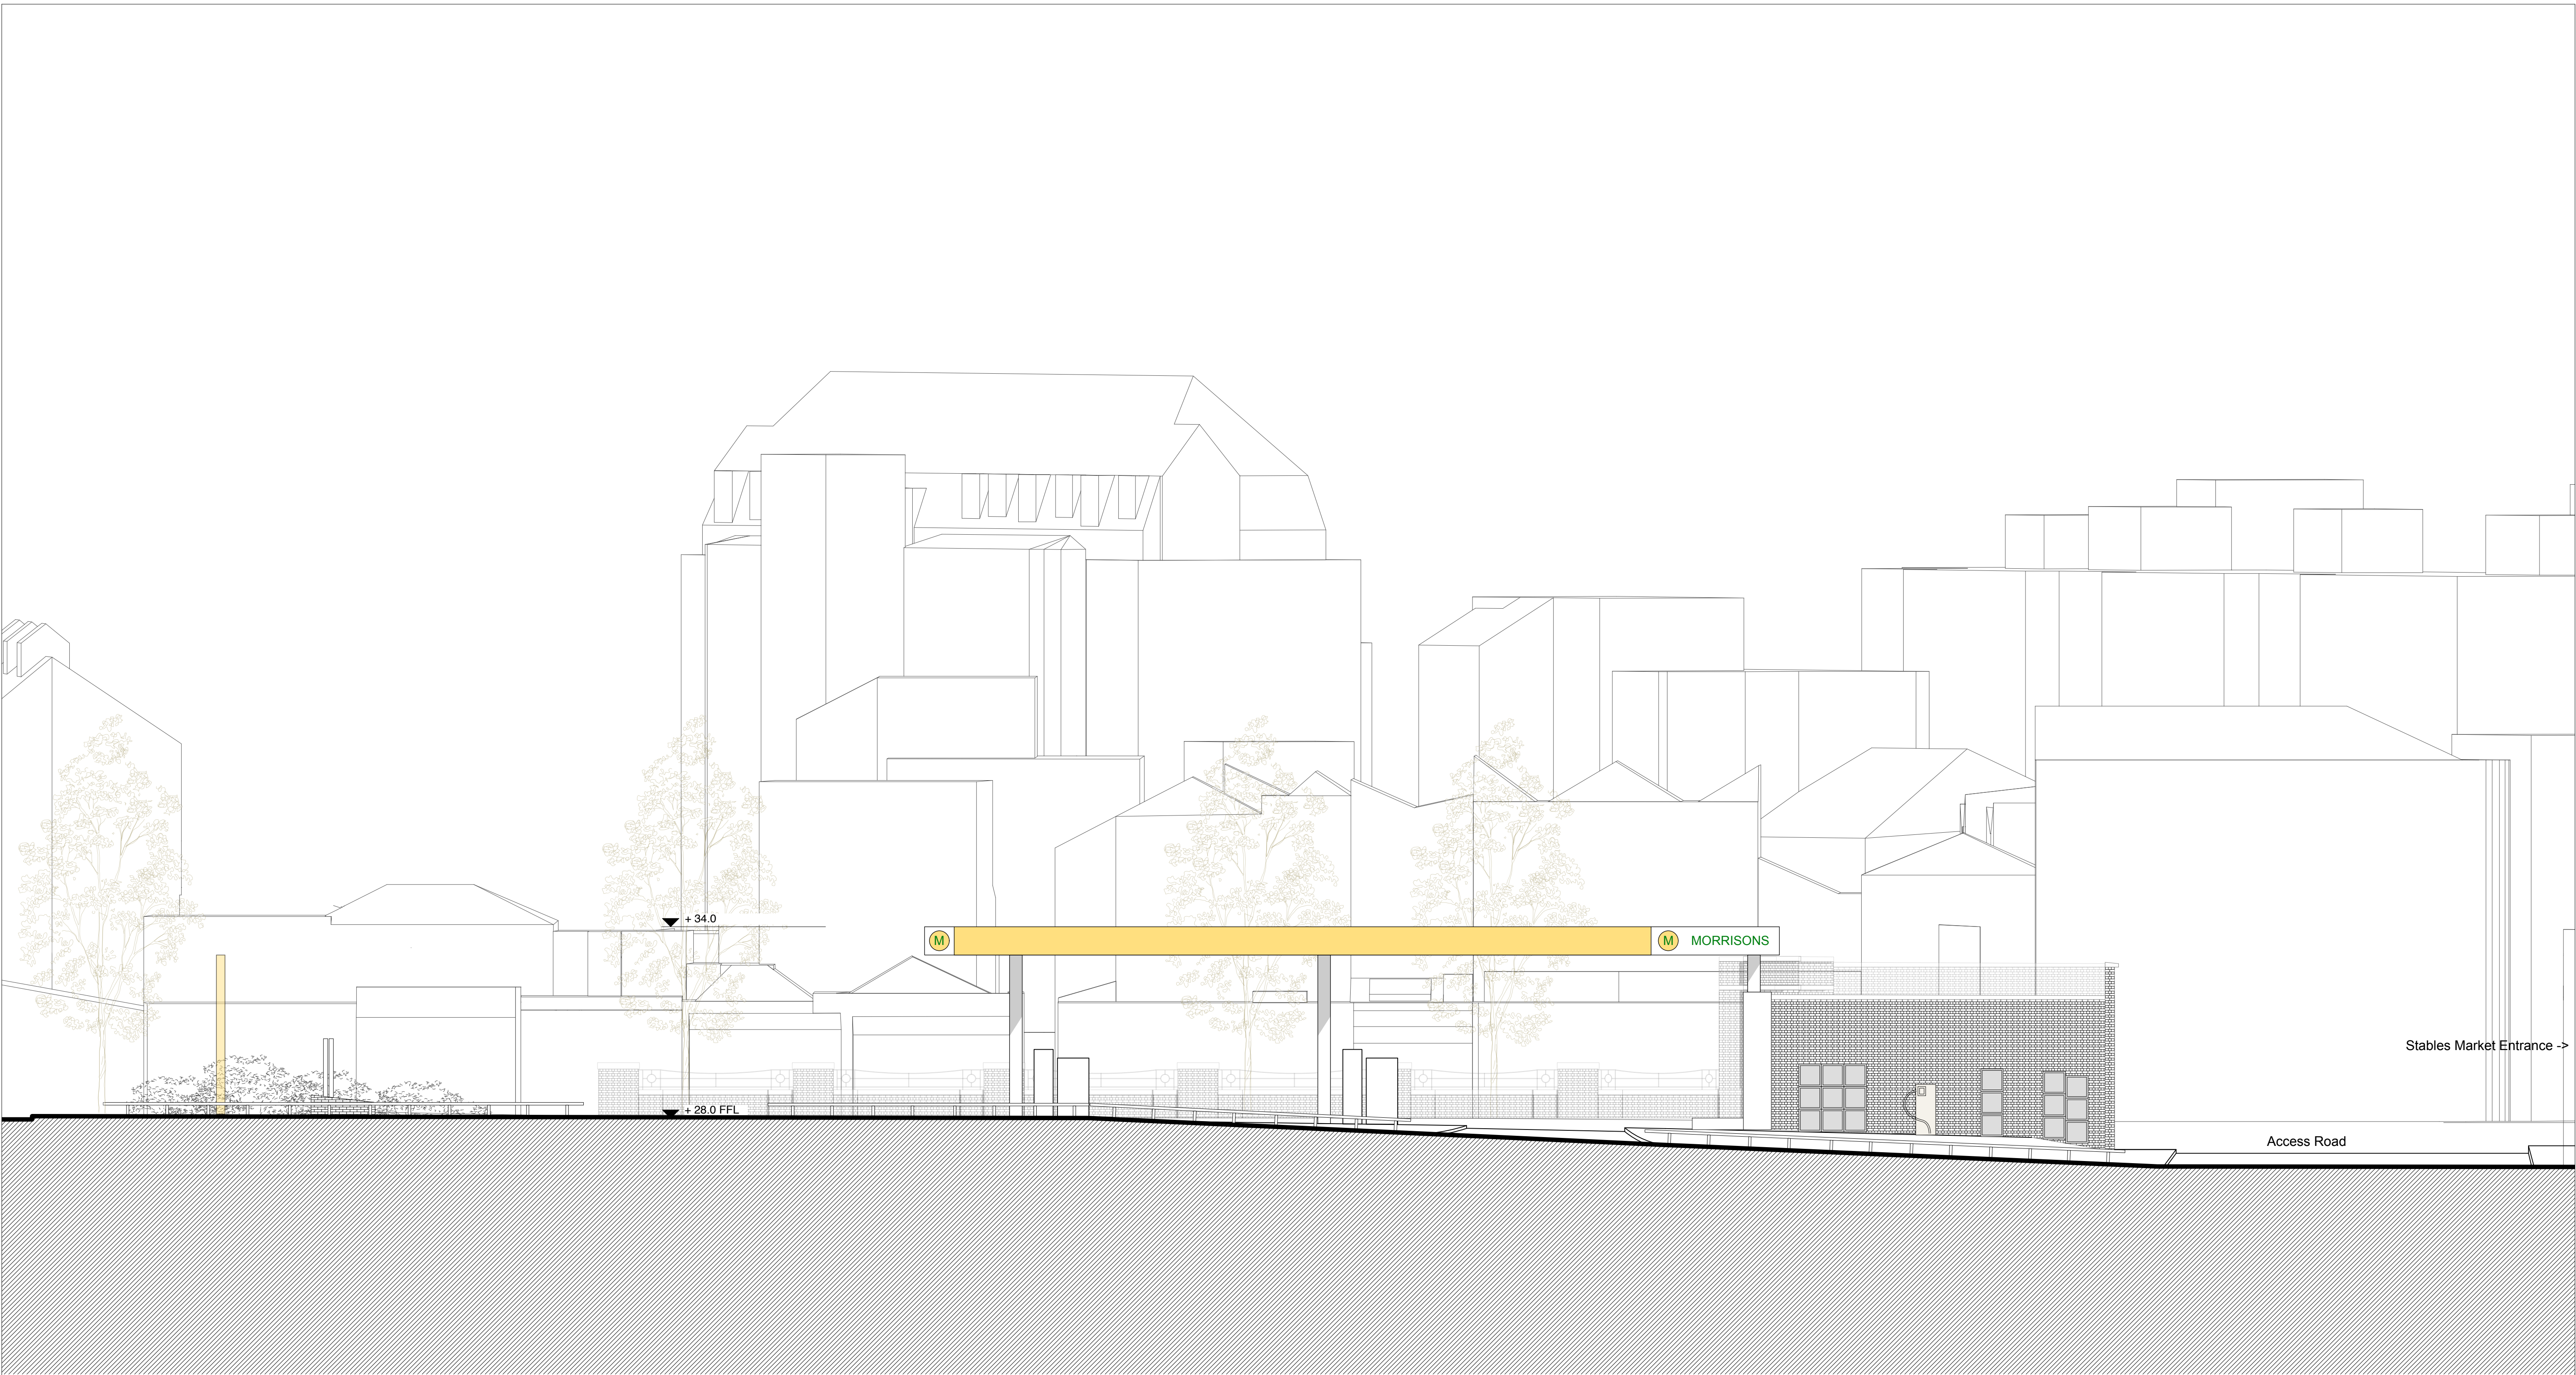 + 34.0
M
M MORRISONS
Stables Market Entrance ->
+ 28.0 FFL
Access Road